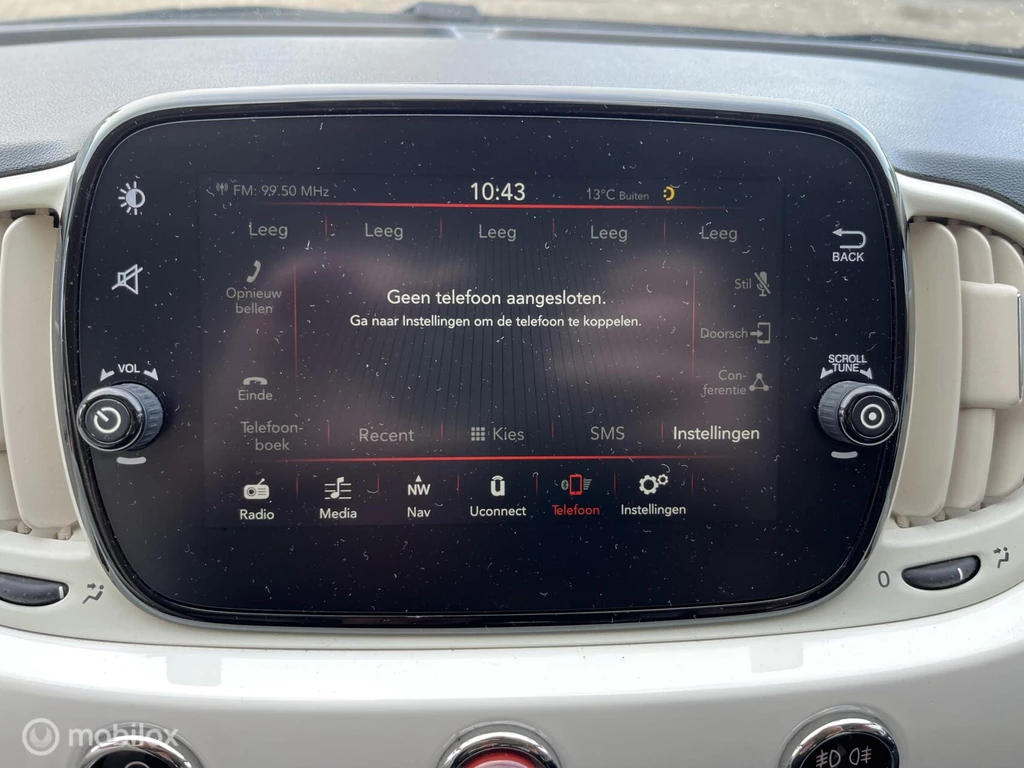 FM: 99.50 MHz 10:43 13°C Buiten
Leeg Leeg Leeg Leeg Leeg
Opnieuw
bellen
Geen telefoon aangesloten.
Ga naar Instellingen om de telefoon te koppelen.
Stil
Doorsch
BACK
VOL
SCROLL
TUNE
Einde
Con-
ferentie
Telefoon-
boek
Recent Kies SMS Instellingen
NW
Radio Media Nav Uconnect Telefoon Instellingen
0
mobilox